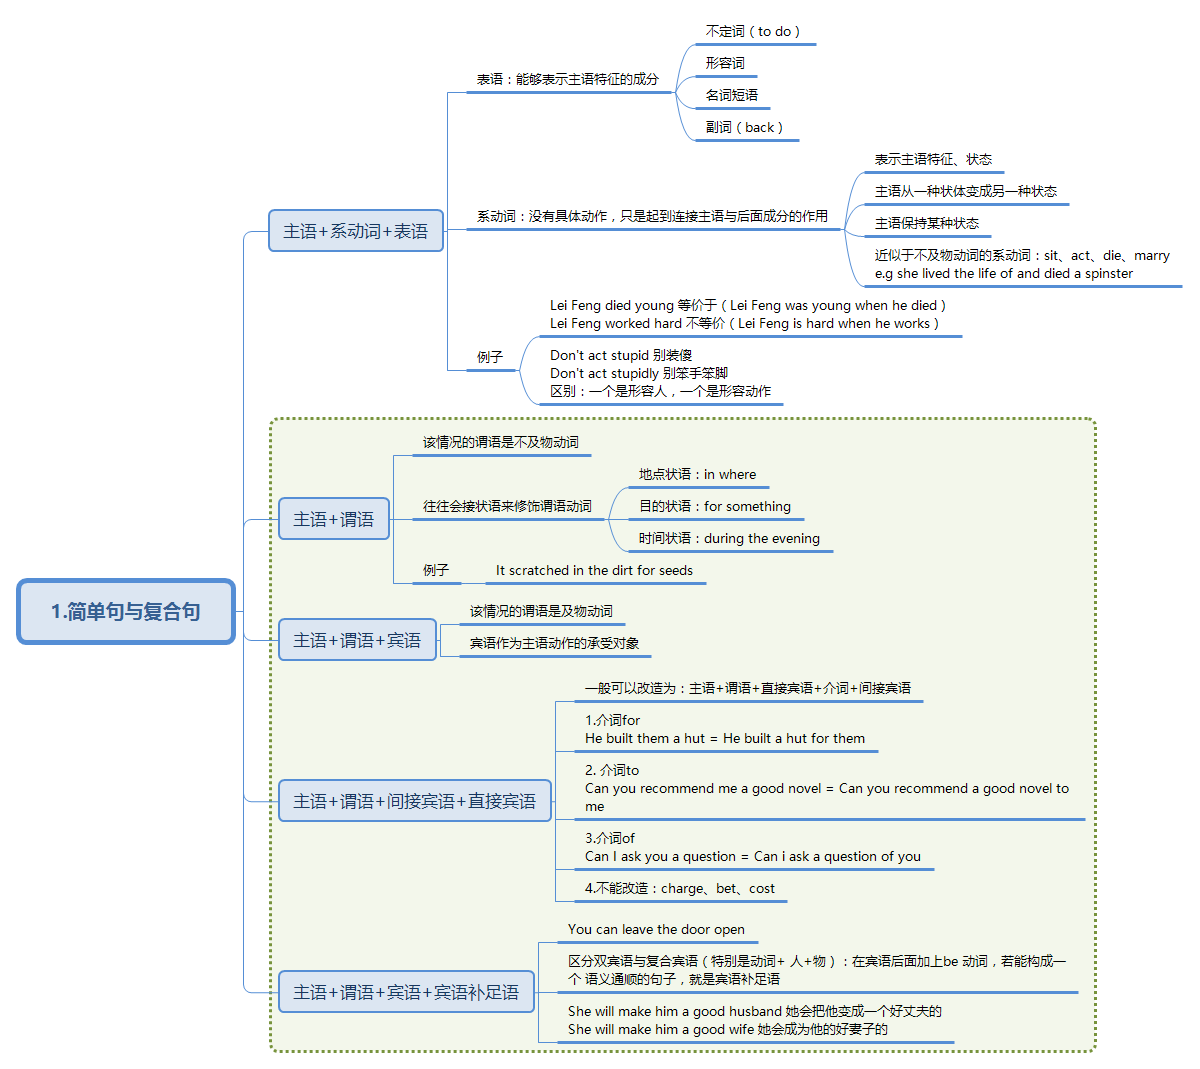 1.简单句与复合句
主语+系动词+表语
表语：能够表示主语特征的成分
不定词（to do）
形容词
名词短语
副词（back）
系动词：没有具体动作，只是起到连接主语与后面成分的作用
表示主语特征、状态
主语从一种状体变成另一种状态
主语保持某种状态
近似于不及物动词的系动词：sit、act、die、marry
e.g she lived the life of and died a spinster
例子
Lei Feng died young 等价于（Lei Feng was young when he died）
Lei Feng worked hard 不等价（Lei Feng is hard when he works）
Don't act stupid 别装傻
Don't act stupidly 别笨手笨脚
区别：一个是形容人，一个是形容动作
主语+谓语
该情况的谓语是不及物动词
往往会接状语来修饰谓语动词
地点状语：in where
目的状语：for something
时间状语：during the evening
例子
It scratched in the dirt for seeds
主语+谓语+宾语
该情况的谓语是及物动词
宾语作为主语动作的承受对象
主语+谓语+间接宾语+直接宾语
一般可以改造为：主语+谓语+直接宾语+介词+间接宾语
1.介词for
He built them a hut = He built a hut for them
2. 介词to
Can you recommend me a good novel = Can you recommend a good novel to
me
3.介词of
Can I ask you a question = Can i ask a question of you
4.不能改造：charge、bet、cost
主语+谓语+宾语+宾语补足语
You can leave the door open
区分双宾语与复合宾语（特别是动词+ 人+物）：在宾语后面加上be 动词，若能构成一
个 语义通顺的句子，就是宾语补足语
She will make him a good husband 她会把他变成一个好丈夫的
She will make him a good wife 她会成为他的好妻子的